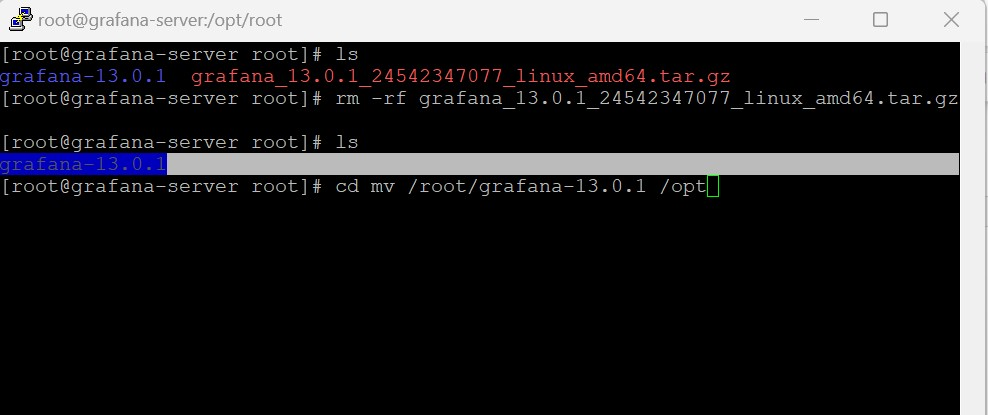 root@grafana-server:/opt/root
[root@grafana-server root]# ls
grafana-13.0.1  grafana_13.0.1_24542347077_linux_amd64.tar.gz
[root@grafana-server root]# rm -rf grafana_13.0.1_24542347077_linux_amd64.tar.gz
[root@grafana-server root]# ls
grafana-13.0.1
[root@grafana-server root]# cd mv /root/grafana-13.0.1 /opt